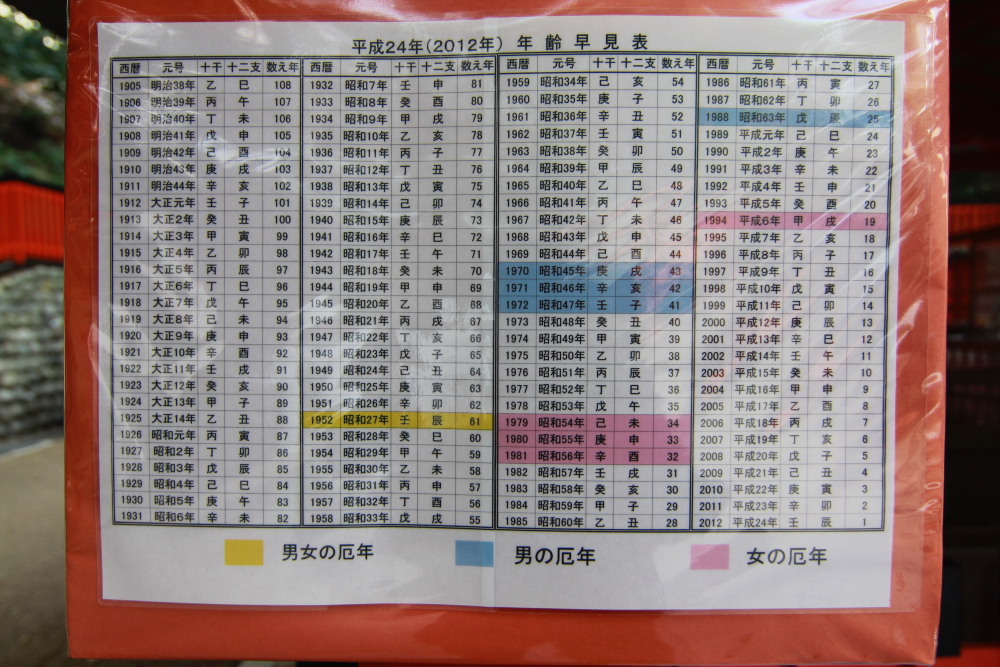 平成24年(2012年) 年齢早見表
西暦 元号 十干 十二支 数え年
1905 明治38年 乙 巳 108
1906 明治39年 丙 午 107
1907 明治40年 丁 未 106
1908 明治41年 戊 申 105
1909 明治42年 己 酉 104
1910 明治43年 庚 戌 103
1911 明治44年 辛 亥 102
1912 大正元年 壬 子 101
1913 大正2年 癸 丑 100
1914 大正3年 甲 寅 99
1915 大正4年 乙 卯 98
1916 大正5年 丙 辰 97
1917 大正6年 丁 巳 96
1918 大正7年 戊 午 95
1919 大正8年 己 未 94
1920 大正9年 庚 申 93
1921 大正10年 辛 酉 92
1922 大正11年 壬 戌 91
1923 大正12年 癸 亥 90
1924 大正13年 甲 子 89
1925 大正14年 乙 丑 88
1926 昭和元年 丙 寅 87
1927 昭和2年 丁 卯 86
1928 昭和3年 戊 辰 85
1929 昭和4年 己 巳 84
1930 昭和5年 庚 午 83
1931 昭和6年 辛 未 82
西暦 元号 十干 十二支 数え年
1932 昭和7年 壬 申 81
1933 昭和8年 癸 酉 80
1934 昭和9年 甲 戌 79
1935 昭和10年 乙 亥 78
1936 昭和11年 丙 子 77
1937 昭和12年 丁 丑 76
1938 昭和13年 戊 寅 75
1939 昭和14年 己 卯 74
1940 昭和15年 庚 辰 73
1941 昭和16年 辛 巳 72
1942 昭和17年 壬 午 71
1943 昭和18年 癸 未 70
1944 昭和19年 甲 申 69
1945 昭和20年 乙 酉 68
1946 昭和21年 丙 戌 67
1947 昭和22年 丁 亥 66
1948 昭和23年 戊 子 65
1949 昭和24年 己 丑 64
1950 昭和25年 庚 寅 63
1951 昭和26年 辛 卯 62
1952 昭和27年 壬 辰 61
1953 昭和28年 癸 巳 60
1954 昭和29年 甲 午 59
1955 昭和30年 乙 未 58
1956 昭和31年 丙 申 57
1957 昭和32年 丁 酉 56
1958 昭和33年 戊 戌 55
西暦 元号 十干 十二支 数え年
1959 昭和34年 己 亥 54
1960 昭和35年 庚 子 53
1961 昭和36年 辛 丑 52
1962 昭和37年 壬 寅 51
1963 昭和38年 癸 卯 50
1964 昭和39年 甲 辰 49
1965 昭和40年 乙 巳 48
1966 昭和41年 丙 午 47
1967 昭和42年 丁 未 46
1968 昭和43年 戊 申 45
1969 昭和44年 己 酉 44
1970 昭和45年 庚 戌 43
1971 昭和46年 辛 亥 42
1972 昭和47年 壬 子 41
1973 昭和48年 癸 丑 40
1974 昭和49年 甲 寅 39
1975 昭和50年 乙 卯 38
1976 昭和51年 丙 辰 37
1977 昭和52年 丁 巳 36
1978 昭和53年 戊 午 35
1979 昭和54年 己 未 34
1980 昭和55年 庚 申 33
1981 昭和56年 辛 酉 32
1982 昭和57年 壬 戌 31
1983 昭和58年 癸 亥 30
1984 昭和59年 甲 子 29
1985 昭和60年 乙 丑 28
西暦 元号 十干 十二支 数え年
1986 昭和61年 丙 寅 27
1987 昭和62年 丁 卯 26
1988 昭和63年 戊 辰 25
1989 平成元年 己 巳 24
1990 平成2年 庚 午 23
1991 平成3年 辛 未 22
1992 平成4年 壬 申 21
1993 平成5年 癸 酉 20
1994 平成6年 甲 戌 19
1995 平成7年 乙 亥 18
1996 平成8年 丙 子 17
1997 平成9年 丁 丑 16
1998 平成10年 戊 寅 15
1999 平成11年 己 卯 14
2000 平成12年 庚 辰 13
2001 平成13年 辛 巳 12
2002 平成14年 壬 午 11
2003 平成15年 癸 未 10
2004 平成16年 甲 申 9
2005 平成17年 乙 酉 8
2006 平成18年 丙 戌 7
2007 平成19年 丁 亥 6
2008 平成20年 戊 子 5
2009 平成21年 己 丑 4
2010 平成22年 庚 寅 3
2011 平成23年 辛 卯 2
2012 平成24年 壬 辰 1
男女の厄年 男の厄年 女の厄年